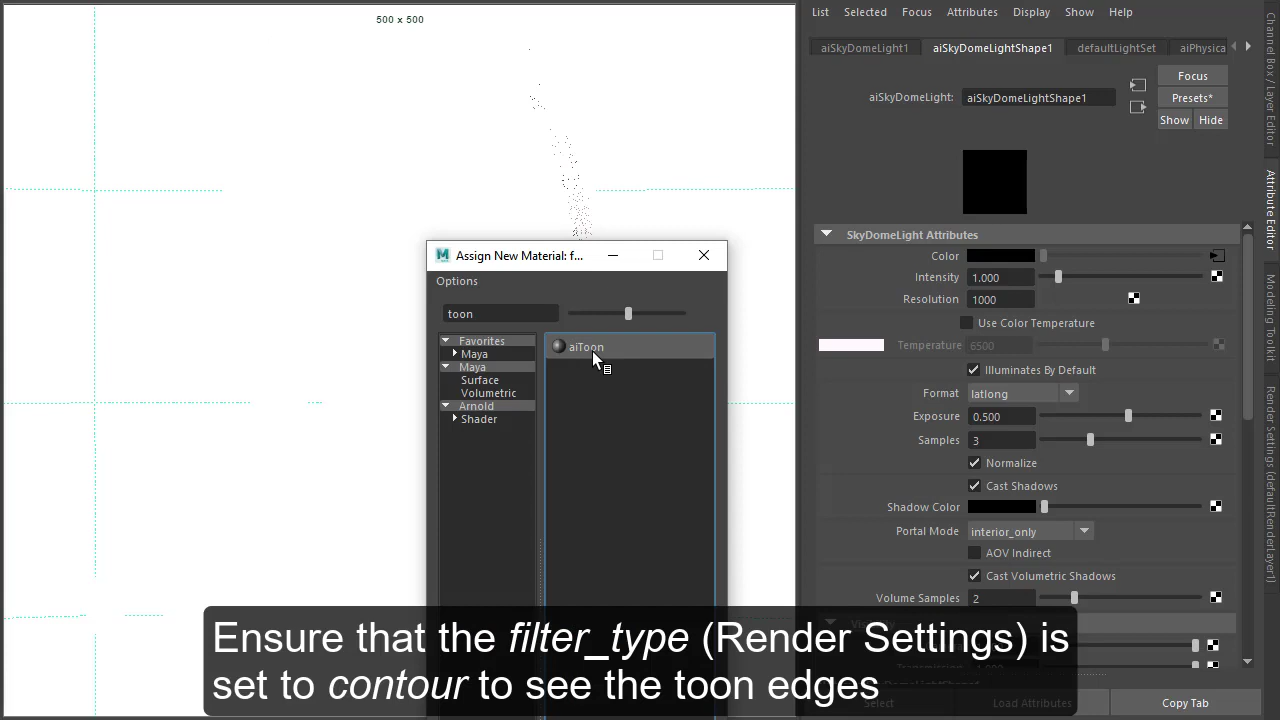 500 x 500
List Selected Focus Attributes Display Show Help
aiSkyDomeLight1 aiSkyDomeLightShape1 defaultLightSet aiPhysica
Focus
aiSkyDomeLight: aiSkyDomeLightShape1
Presets*
Show Hide
SkyDomeLight Attributes
Color
Intensity 1.000
Resolution 1000
Use Color Temperature
Temperature 6500
Illuminates By Default
Format latlong
Exposure 0.500
Samples 3
Normalize
Cast Shadows
Shadow Color
Portal Mode interior_only
AOV Indirect
Cast Volumetric Shadows
Volume Samples 2
Select Load Attributes Copy Tab
Channel Box / Layer Editor
Attribute Editor
Modeling Toolkit
Render Settings (defaultRenderLayer1)
Assign New Material: f...
Options
toon
Favorites
Maya
Maya
Surface
Volumetric
Arnold
Shader
aiToon
Ensure that the filter_type (Render Settings) is
set to contour to see the toon edges